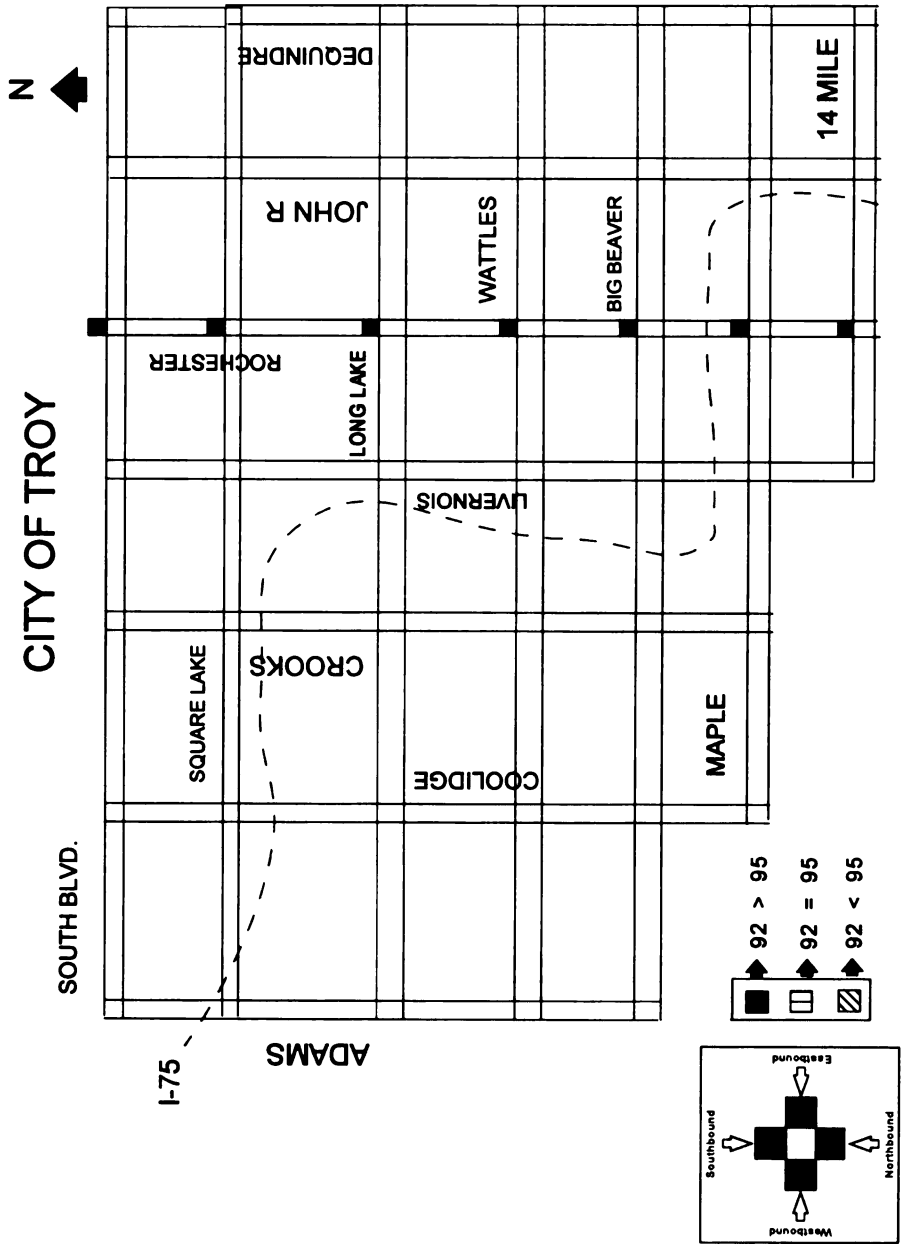 CITY OF TROY
N
SOUTH BLVD.
I-75
ADAMS
SQUARE LAKE
COOLIDGE
CROOKS
LIVERNOIS
ROCHESTER
LONG LAKE
JOHN R
DEQUINDRE
WATTLES
BIG BEAVER
MAPLE
14 MILE
92 > 95
92 = 95
92 < 95
Southbound
Eastbound
Westbound
Northbound